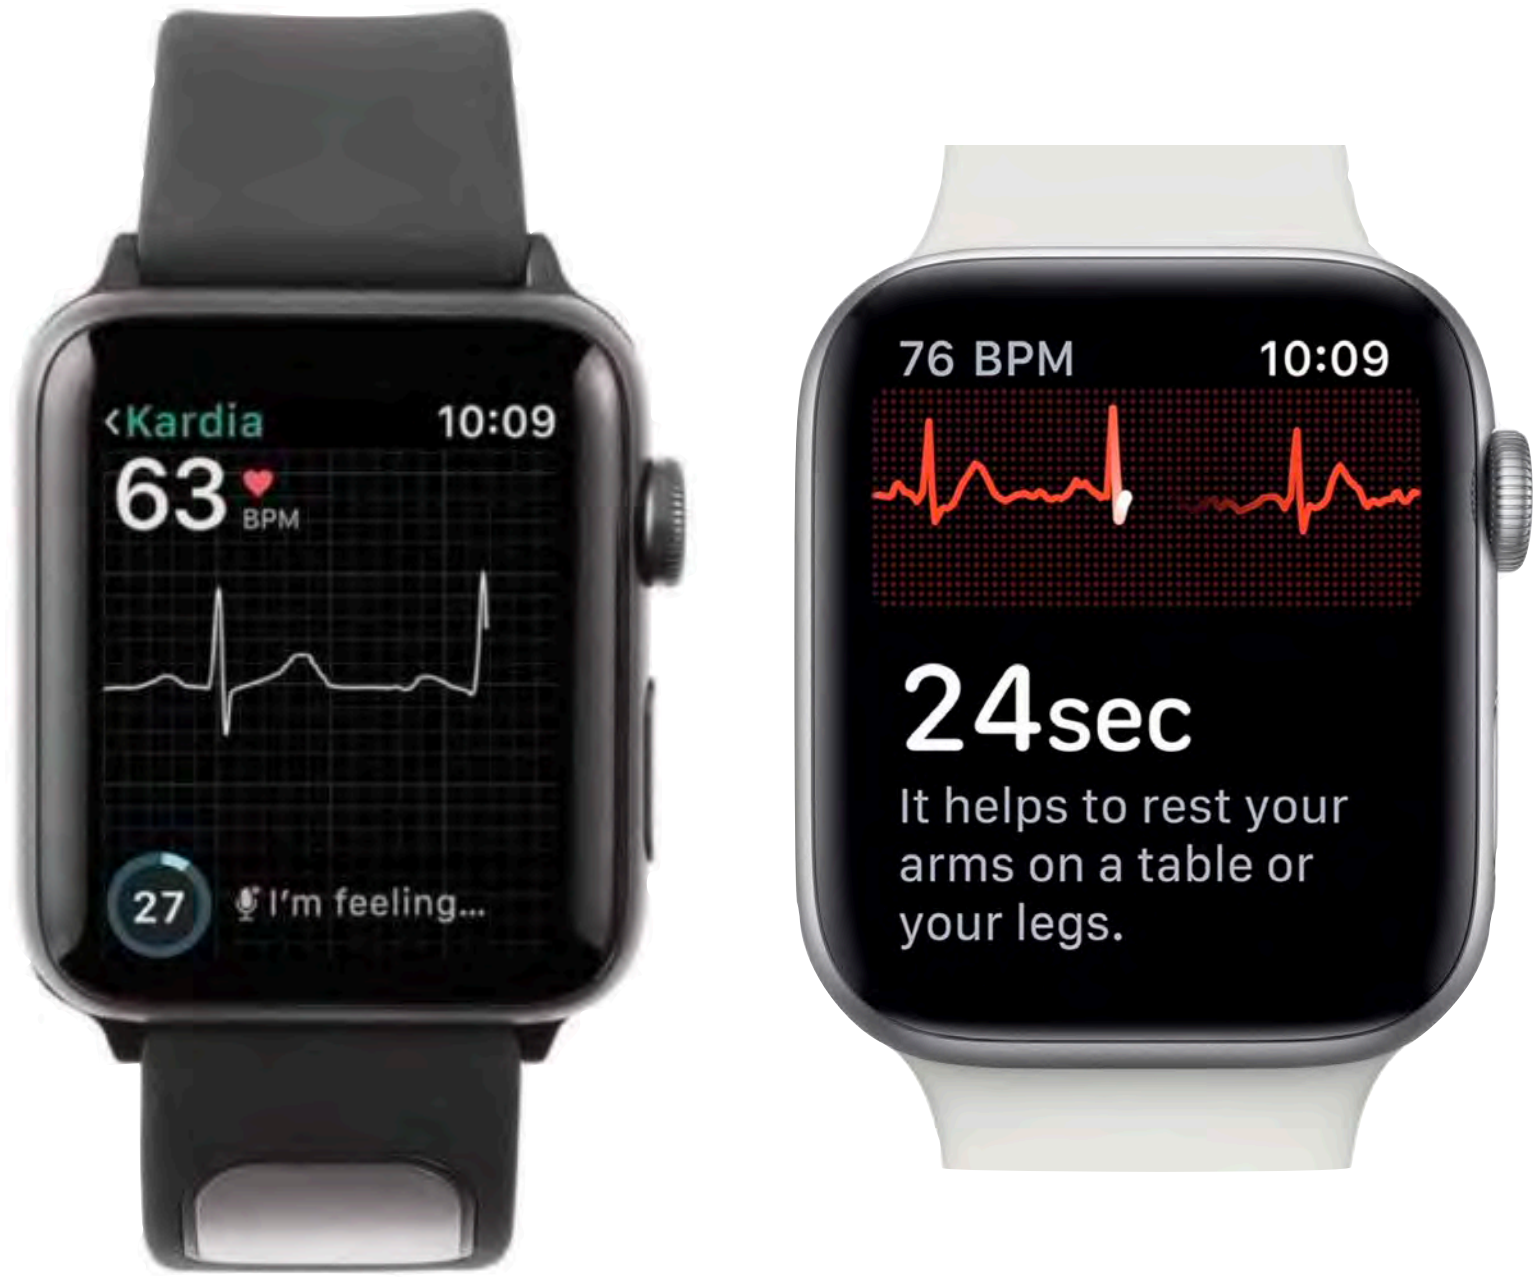 <Kardia 10:09
63
BPM
27 I'm feeling...
76 BPM 10:09
24sec
It helps to rest your
arms on a table or
your legs.